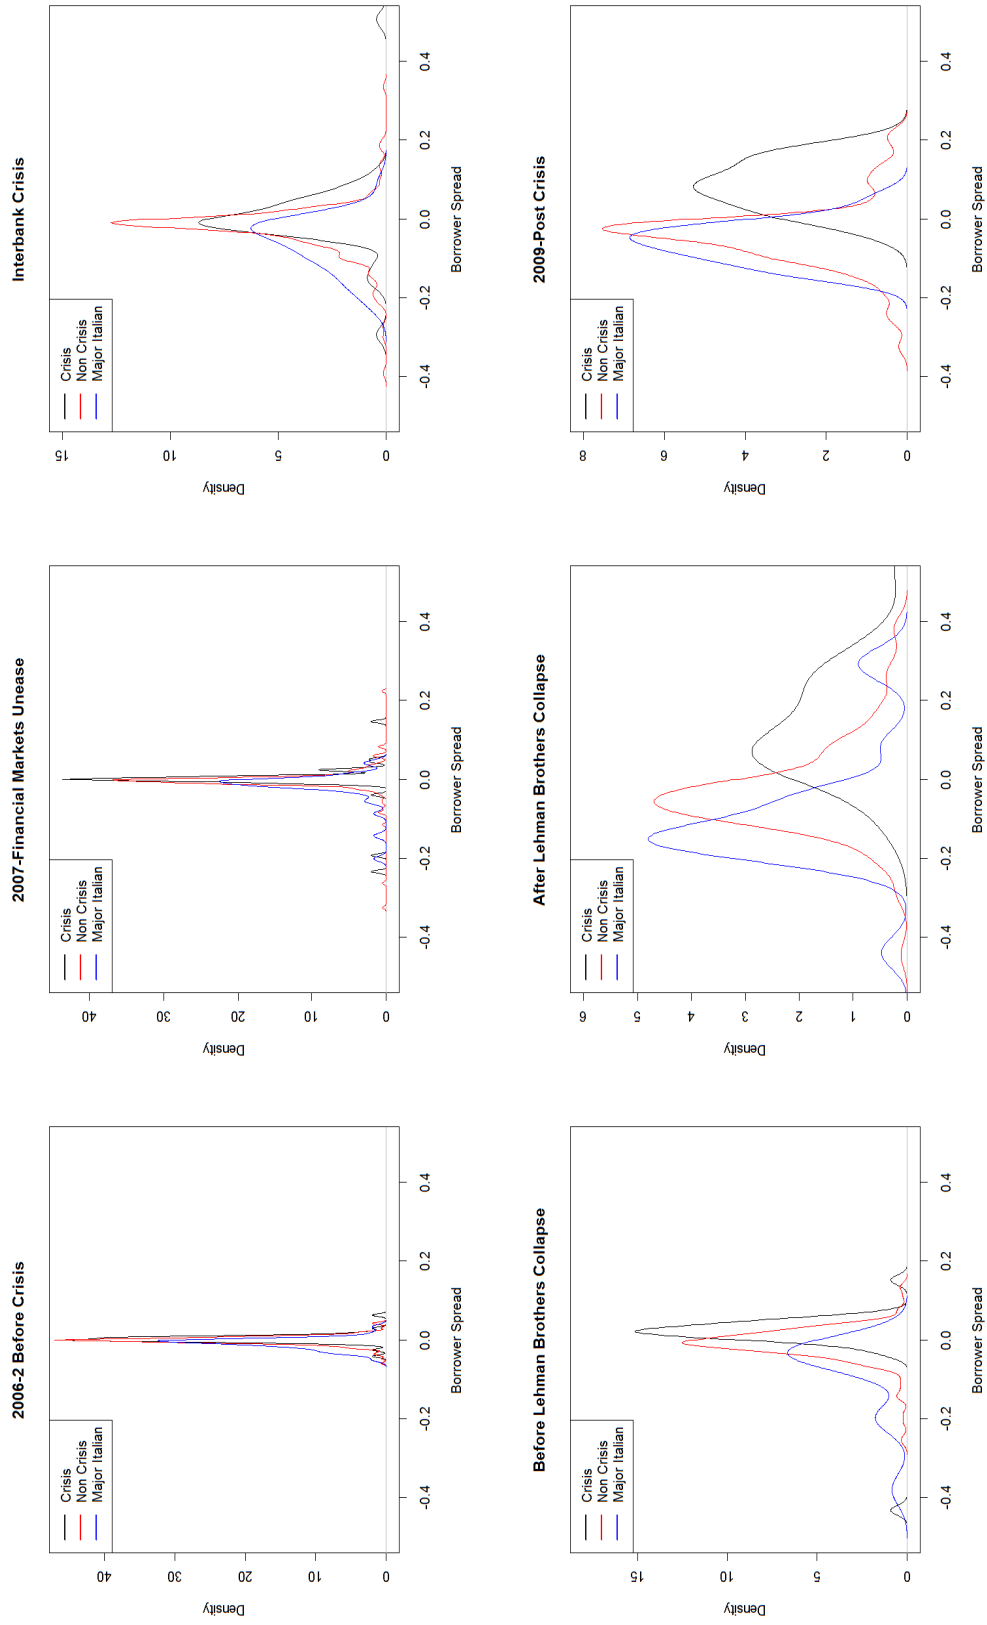 2006-2 Before Crisis
Crisis
Non Crisis
Major Italian
Density
0 10 20 30 40
-0.4 -0.2 0.0 0.2 0.4
Borrower Spread
2007-Financial Markets Unease
Crisis
Non Crisis
Major Italian
Density
0 10 20 30 40
-0.4 -0.2 0.0 0.2 0.4
Borrower Spread
Interbank Crisis
Crisis
Non Crisis
Major Italian
Density
0 5 10 15
-0.4 -0.2 0.0 0.2 0.4
Borrower Spread
Before Lehman Brothers Collapse
Crisis
Non Crisis
Major Italian
Density
0 5 10 15
-0.4 -0.2 0.0 0.2 0.4
Borrower Spread
After Lehman Brothers Collapse
Crisis
Non Crisis
Major Italian
Density
0 1 2 3 4 5 6
-0.4 -0.2 0.0 0.2 0.4
Borrower Spread
2009-Post Crisis
Crisis
Non Crisis
Major Italian
Density
0 2 4 6 8
-0.4 -0.2 0.0 0.2 0.4
Borrower Spread